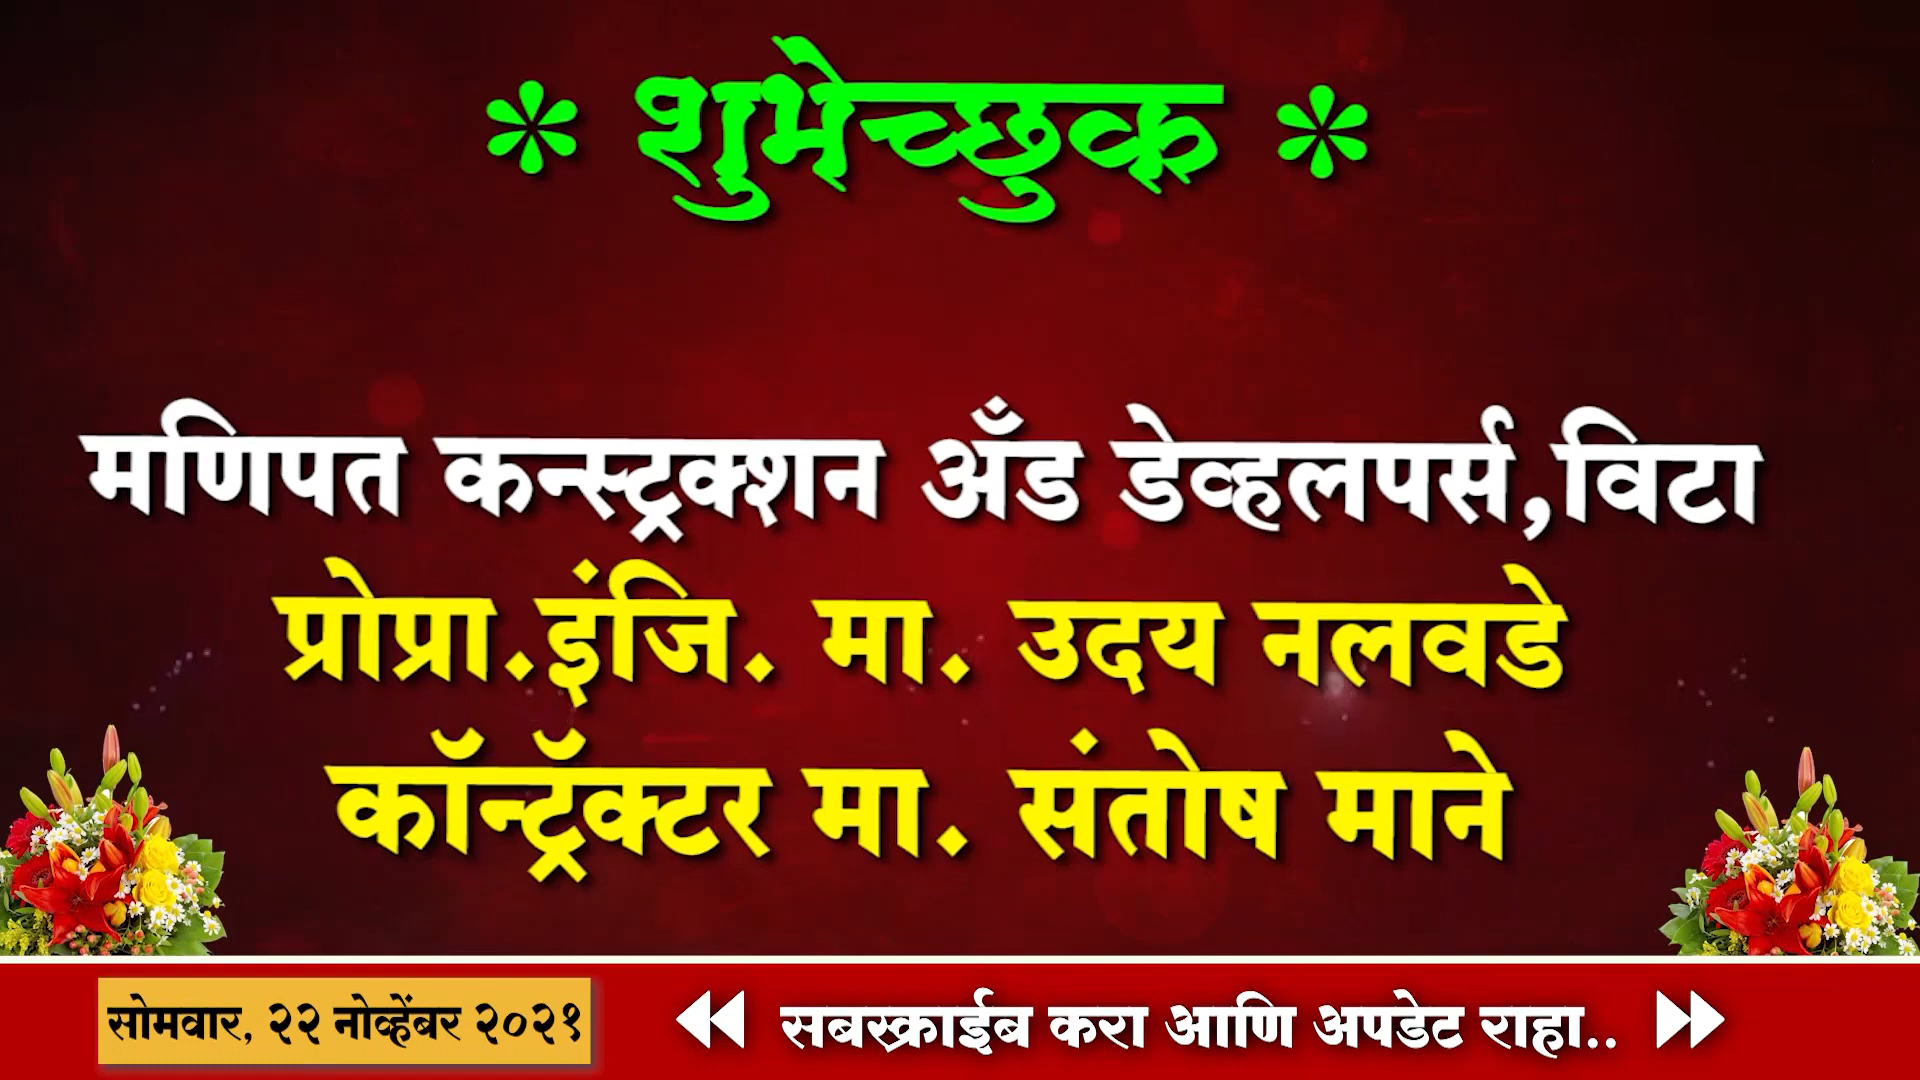 * शुभेच्छुक *
मणिपत कन्स्ट्रक्शन अँड डेव्हलपर्स,विटा
प्रोप्रा.इंजि. मा. उदय नलवडे
कॉन्ट्रॅक्टर मा. संतोष माने
सोमवार, २२ नोव्हेंबर २०२१
सबस्क्राईब करा आणि अपडेट राहा..